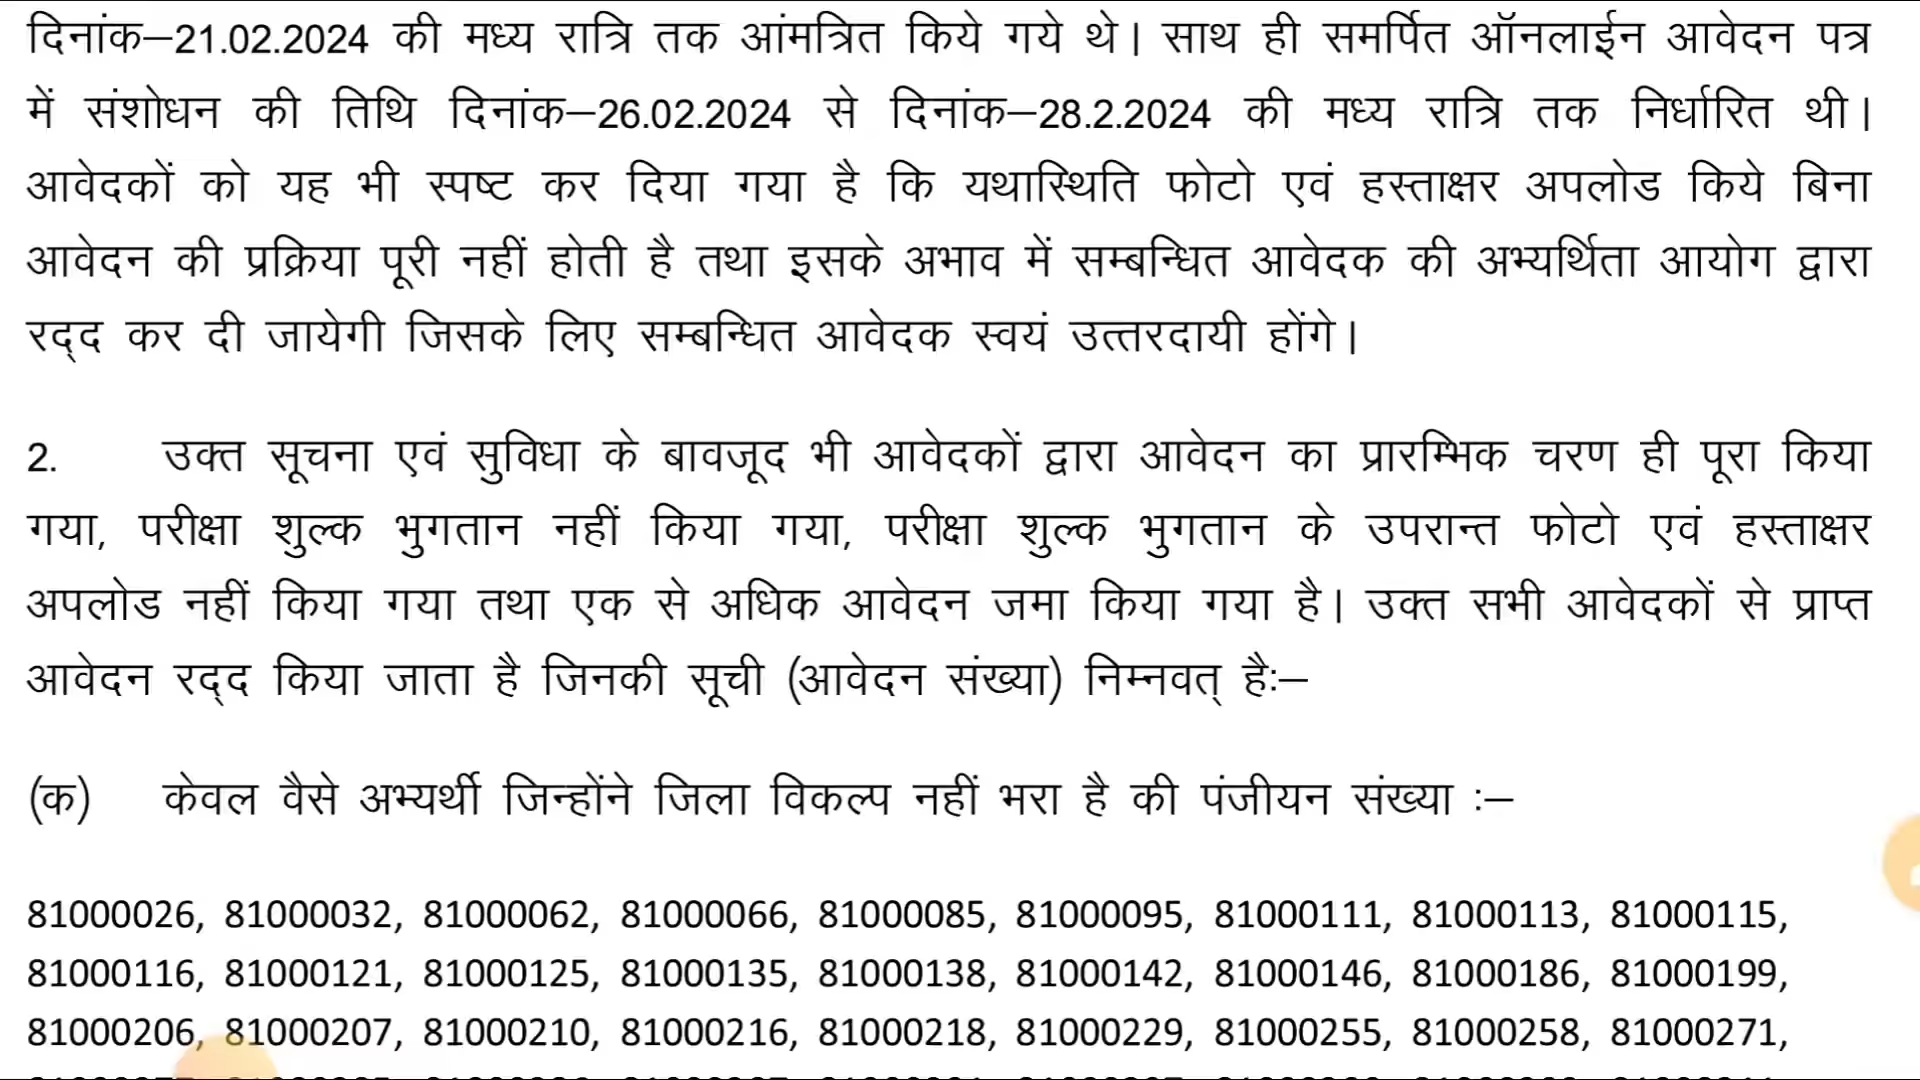 दिनांक–21.02.2024 की मध्य रात्रि तक आंमत्रित किये गये थे। साथ ही समर्पित ऑनलाईन आवेदन पत्र
में संशोधन की तिथि दिनांक–26.02.2024 से दिनांक–28.2.2024 की मध्य रात्रि तक निर्धारित थी।
आवेदकों को यह भी स्पष्ट कर दिया गया है कि यथास्थिति फोटो एवं हस्ताक्षर अपलोड किये बिना
आवेदन की प्रक्रिया पूरी नहीं होती है तथा इसके अभाव में सम्बन्धित आवेदक की अभ्यर्थिता आयोग द्वारा
रद्द कर दी जायेगी जिसके लिए सम्बन्धित आवेदक स्वयं उत्तरदायी होंगे।
2. उक्त सूचना एवं सुविधा के बावजूद भी आवेदकों द्वारा आवेदन का प्रारम्भिक चरण ही पूरा किया
गया, परीक्षा शुल्क भुगतान नहीं किया गया, परीक्षा शुल्क भुगतान के उपरान्त फोटो एवं हस्ताक्षर
अपलोड नहीं किया गया तथा एक से अधिक आवेदन जमा किया गया है। उक्त सभी आवेदकों से प्राप्त
आवेदन रद्द किया जाता है जिनकी सूची (आवेदन संख्या) निम्नवत् है:–
(क) केवल वैसे अभ्यर्थी जिन्होंने जिला विकल्प नहीं भरा है की पंजीयन संख्या :–
81000026, 81000032, 81000062, 81000066, 81000085, 81000095, 81000111, 81000113, 81000115,
81000116, 81000121, 81000125, 81000135, 81000138, 81000142, 81000146, 81000186, 81000199,
81000206, 81000207, 81000210, 81000216, 81000218, 81000229, 81000255, 81000258, 81000271,